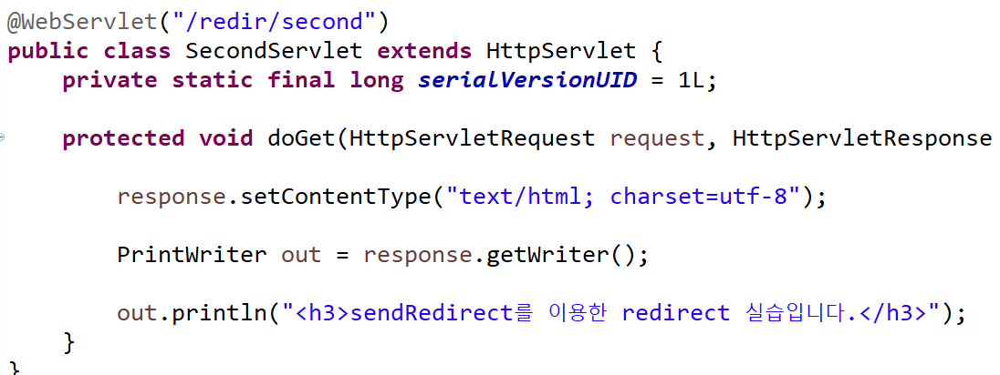 @WebServlet("/redir/second")
public class SecondServlet extends HttpServlet {
private static final long serialVersionUID = 1L;
protected void doGet(HttpServletRequest request, HttpServletResponse
response.setContentType("text/html; charset=utf-8");
PrintWriter out = response.getWriter();
out.println("<h3>sendRedirect를 이용한 redirect 실습입니다.</h3>");
}
}